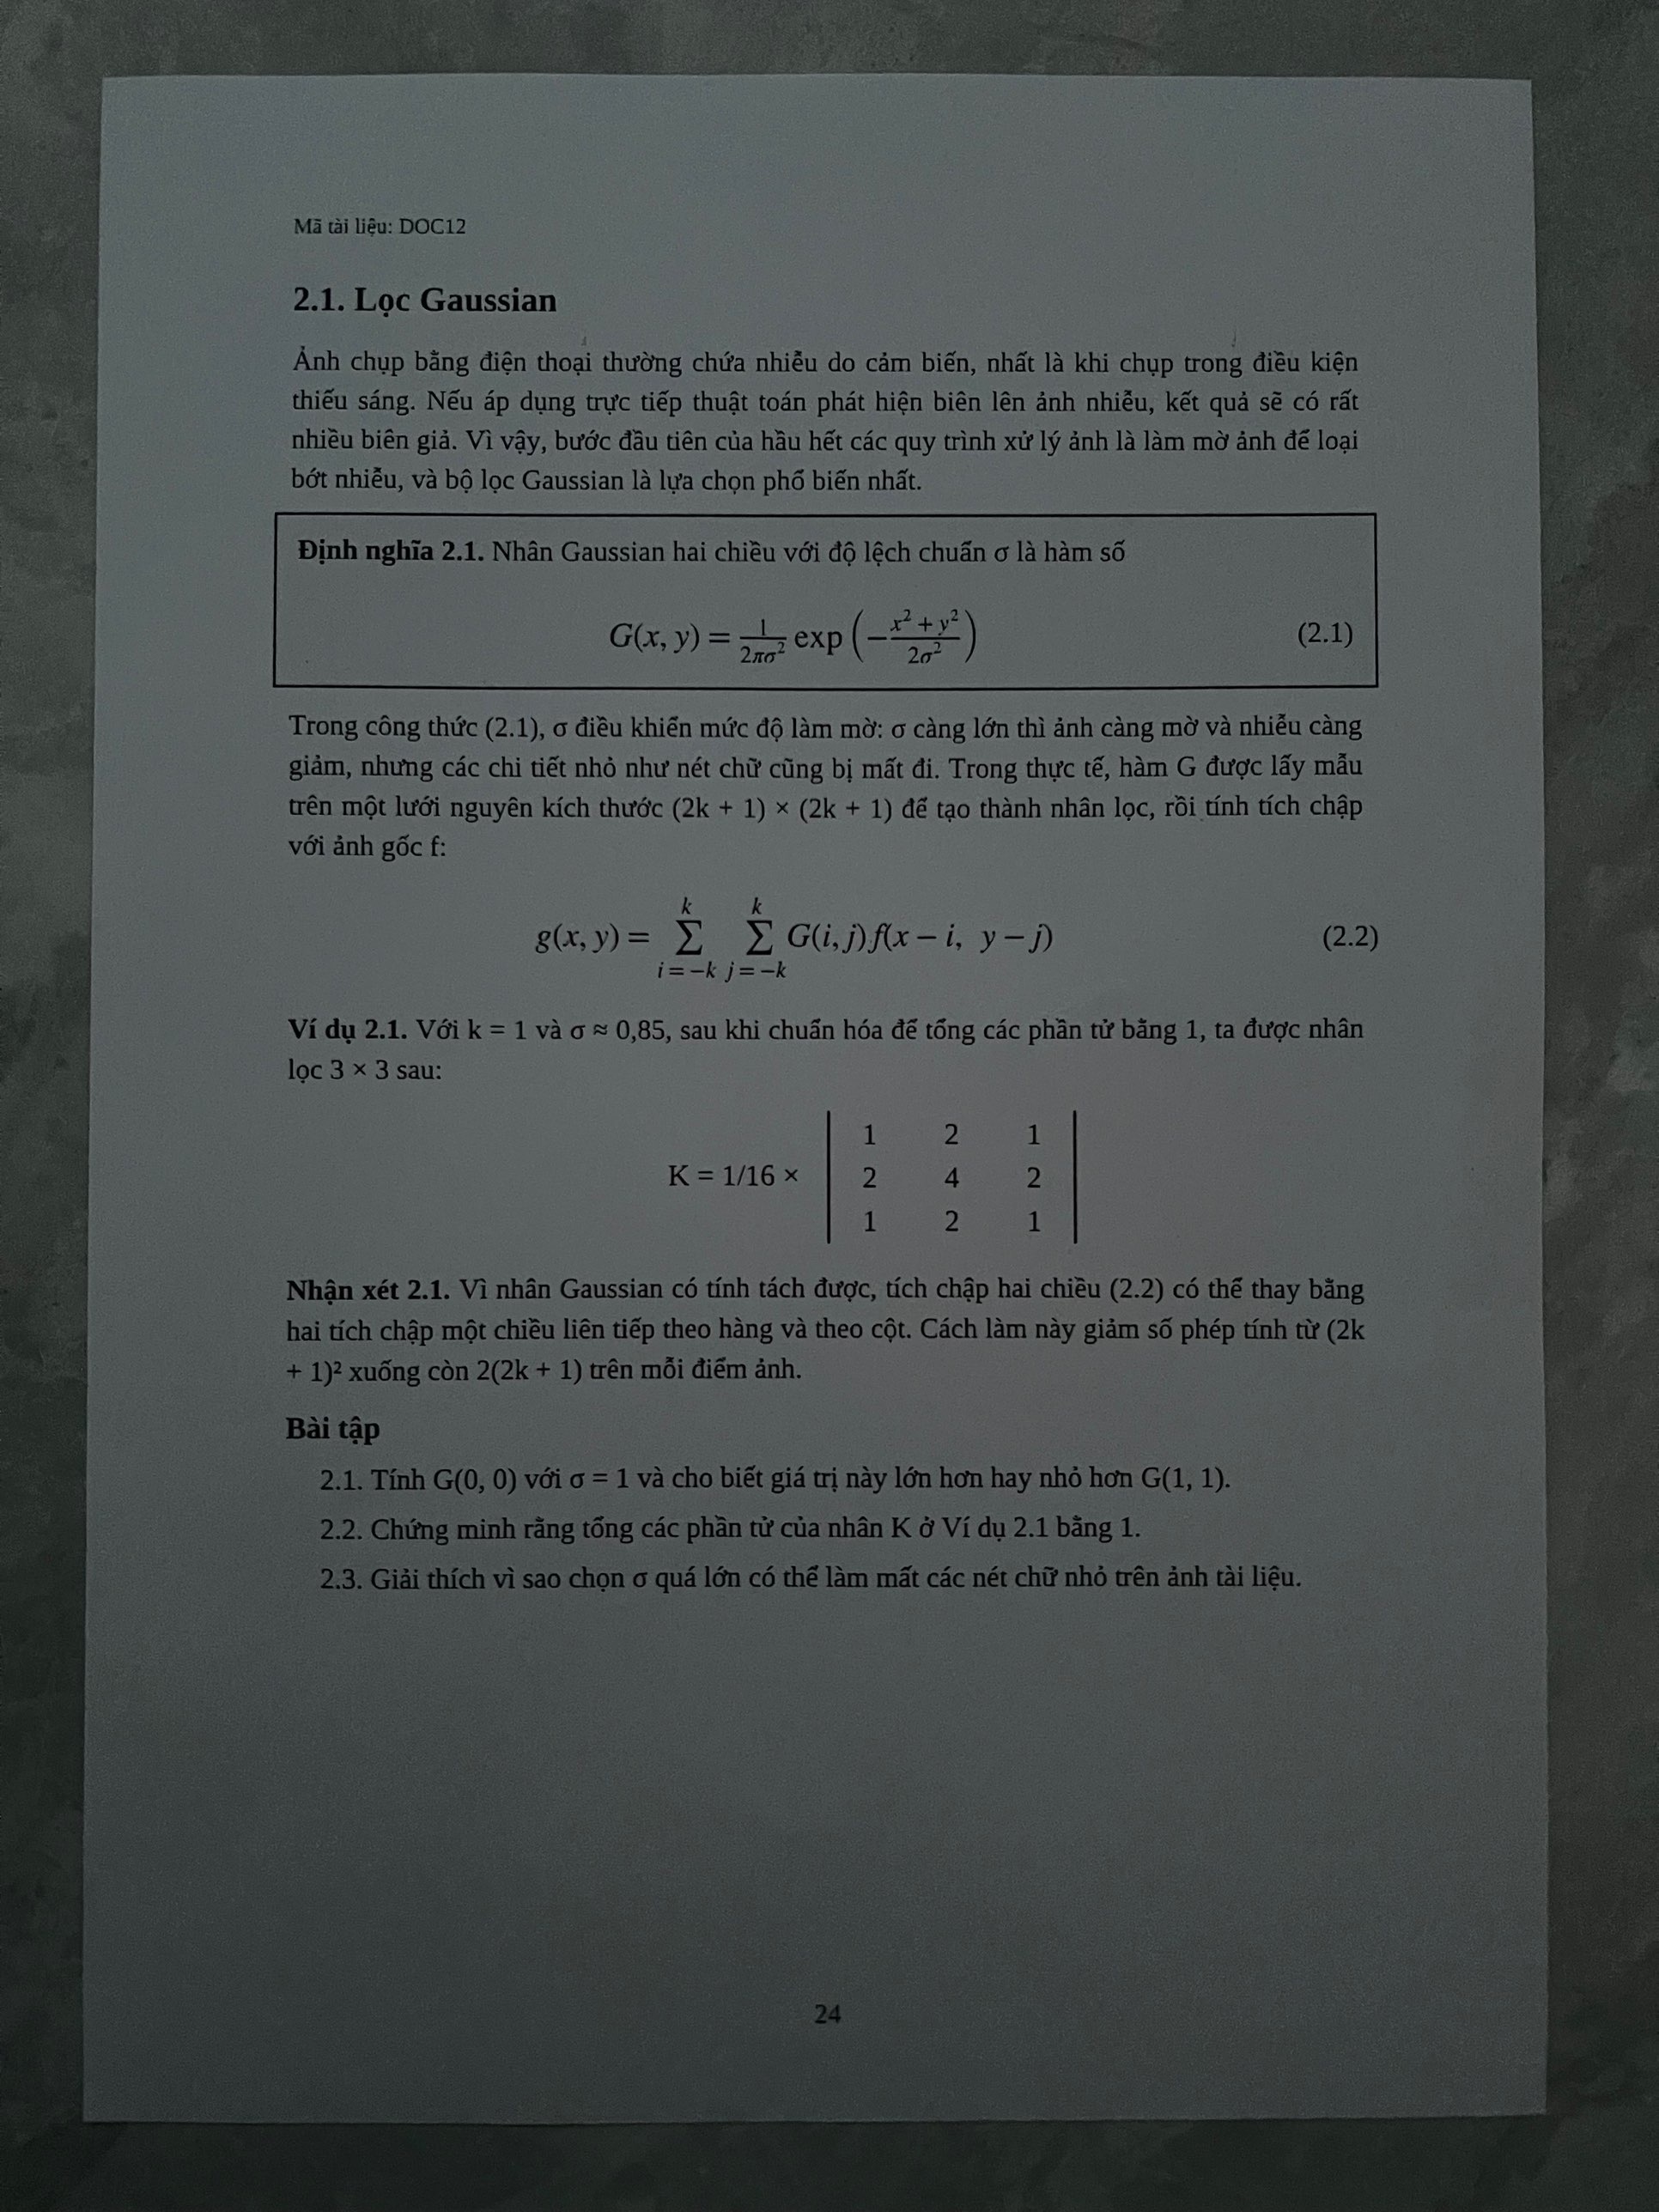 Mã tài liệu: DOC12
2.1. Lọc Gaussian
Ảnh chụp bằng điện thoại thường chứa nhiễu do cảm biến, nhất là khi chụp trong điều kiện
thiếu sáng. Nếu áp dụng trực tiếp thuật toán phát hiện biên lên ảnh nhiễu, kết quả sẽ có rất
nhiều biên giả. Vì vậy, bước đầu tiên của hầu hết các quy trình xử lý ảnh là làm mờ ảnh để loại
bớt nhiễu, và bộ lọc Gaussian là lựa chọn phổ biến nhất.
Định nghĩa 2.1. Nhân Gaussian hai chiều với độ lệch chuẩn σ là hàm số
G(x, y) = 1/(2πσ²) exp (−(x² + y²)/(2σ²)) (2.1)
Trong công thức (2.1), σ điều khiển mức độ làm mờ: σ càng lớn thì ảnh càng mờ và nhiễu càng
giảm, nhưng các chi tiết nhỏ như nét chữ cũng bị mất đi. Trong thực tế, hàm G được lấy mẫu
trên một lưới nguyên kích thước (2k + 1) × (2k + 1) để tạo thành nhân lọc, rồi tính tích chập
với ảnh gốc f:
g(x, y) = ∑_{i=−k}^{k} ∑_{j=−k}^{k} G(i, j) f(x − i, y − j) (2.2)
Ví dụ 2.1. Với k = 1 và σ ≈ 0,85, sau khi chuẩn hóa để tổng các phần tử bằng 1, ta được nhân
lọc 3 × 3 sau:
1 2 1
K = 1/16 × 2 4 2
1 2 1
Nhận xét 2.1. Vì nhân Gaussian có tính tách được, tích chập hai chiều (2.2) có thể thay bằng
hai tích chập một chiều liên tiếp theo hàng và theo cột. Cách làm này giảm số phép tính từ (2k
+ 1)² xuống còn 2(2k + 1) trên mỗi điểm ảnh.
Bài tập
2.1. Tính G(0, 0) với σ = 1 và cho biết giá trị này lớn hơn hay nhỏ hơn G(1, 1).
2.2. Chứng minh rằng tổng các phần tử của nhân K ở Ví dụ 2.1 bằng 1.
2.3. Giải thích vì sao chọn σ quá lớn có thể làm mất các nét chữ nhỏ trên ảnh tài liệu.
24